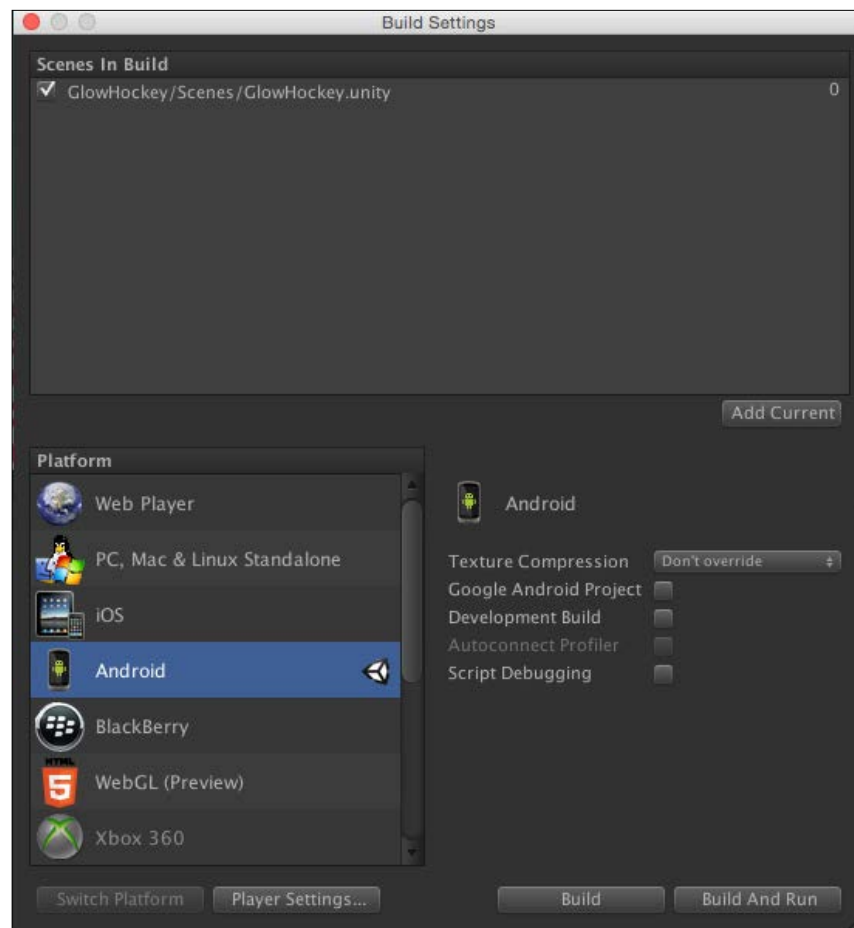 Build Settings
Scenes In Build
GlowHockey/Scenes/GlowHockey.unity 0
Add Current
Platform
Web Player
PC, Mac & Linux Standalone
iOS
Android
BlackBerry
HTML
5
WebGL (Preview)
Xbox 360
Android
Texture Compression Don't override
Google Android Project
Development Build
Autoconnect Profiler
Script Debugging
Switch Platform Player Settings... Build Build And Run